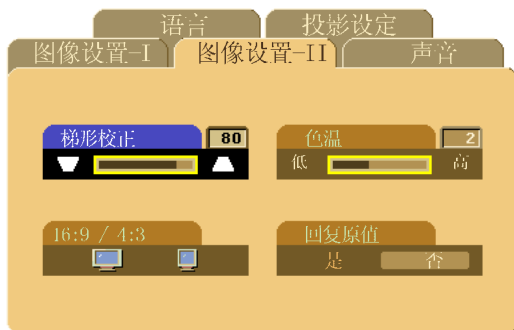 语言 投影设定
图像设置-I 图像设置-II 声音
梯形校正 80 色温 2
低 高
16:9 / 4:3 回复原值
是 否